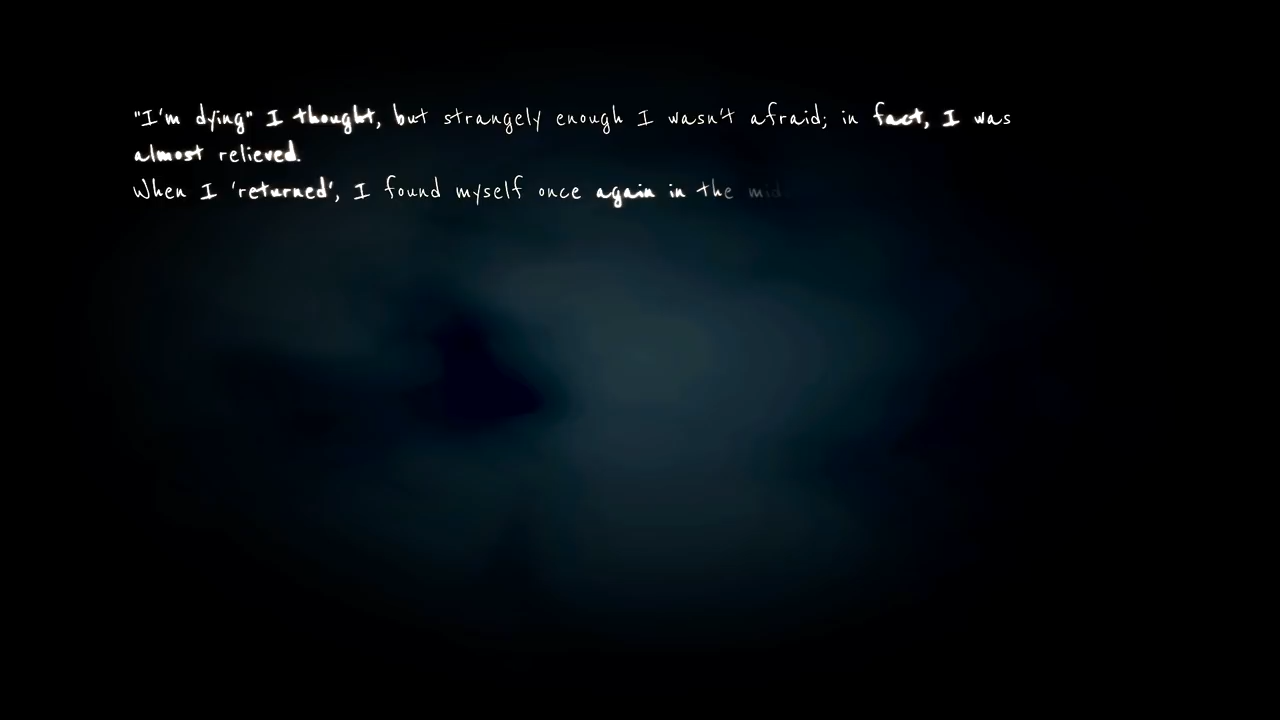 "I'm dying" I thought, but strangely enough I wasn't afraid; in fact, I was
almost relieved.
When I 'returned', I found myself once again in the mid